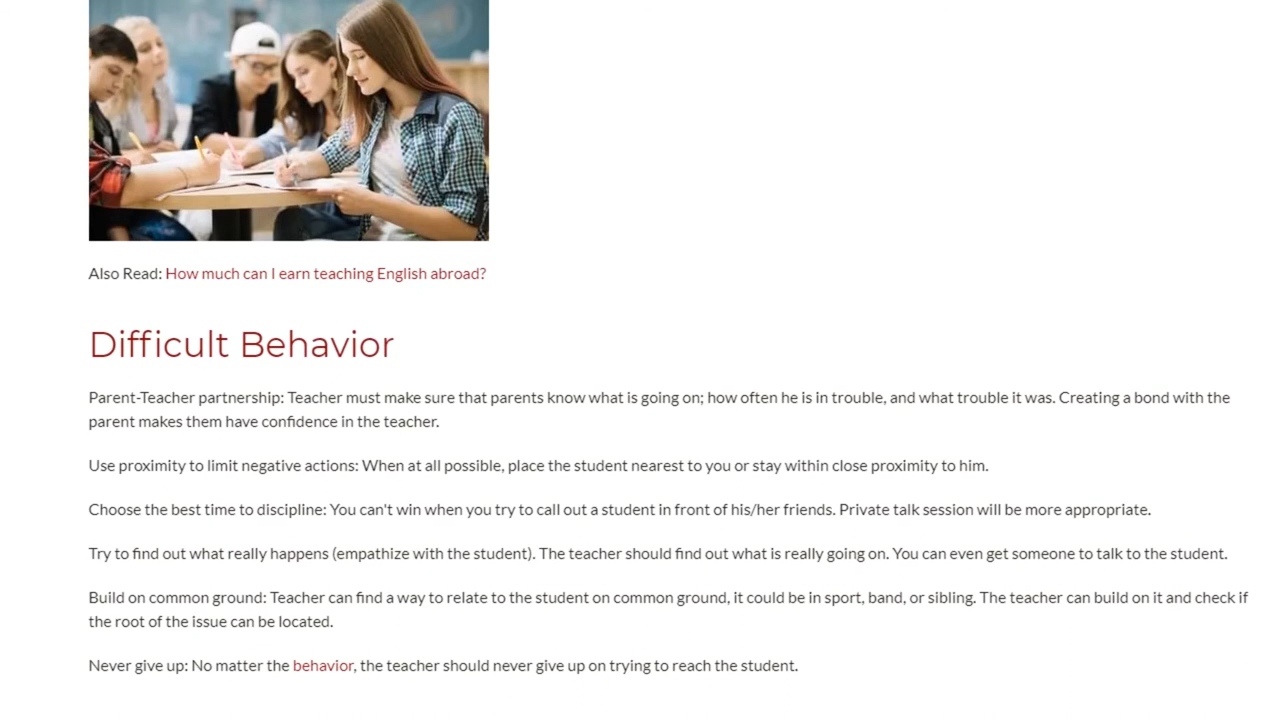 Also Read: How much can I earn teaching English abroad?
Difficult Behavior
Parent-Teacher partnership: Teacher must make sure that parents know what is going on; how often he is in trouble, and what trouble it was. Creating a bond with the
parent makes them have confidence in the teacher.
Use proximity to limit negative actions: When at all possible, place the student nearest to you or stay within close proximity to him.
Choose the best time to discipline: You can't win when you try to call out a student in front of his/her friends. Private talk session will be more appropriate.
Try to find out what really happens (empathize with the student). The teacher should find out what is really going on. You can even get someone to talk to the student.
Build on common ground: Teacher can find a way to relate to the student on common ground, it could be in sport, band, or sibling. The teacher can build on it and check if
the root of the issue can be located.
Never give up: No matter the behavior, the teacher should never give up on trying to reach the student.